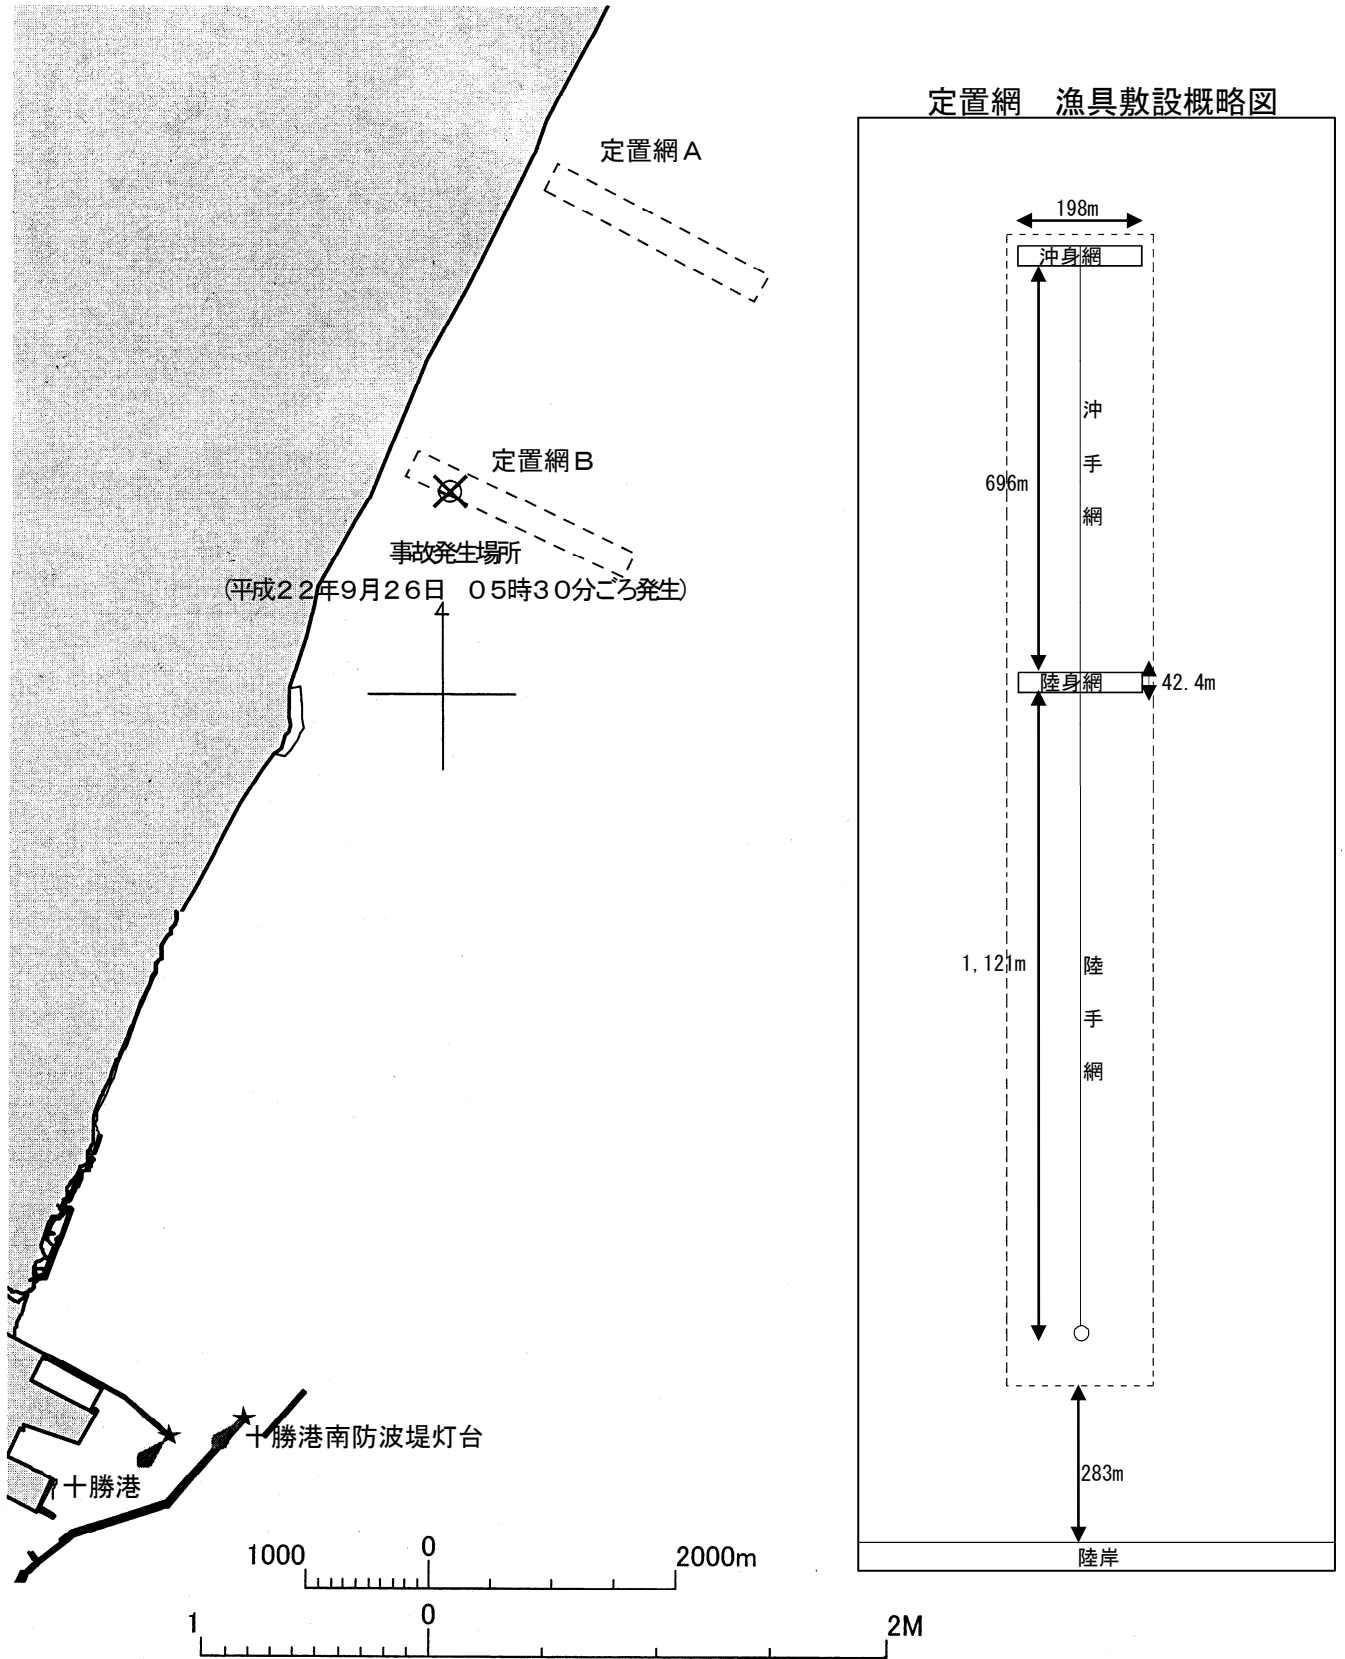 定置網　漁具敷設概略図
定置網A
198m
沖身網
沖手網
定置網B
696m
事故発生場所
(平成22年9月26日　05時30分ごろ発生)
4
陸身網
42.4m
1,121m
陸手網
十勝港南防波堤灯台
十勝港
283m
陸岸
1000 0 2000m
1 0 2M